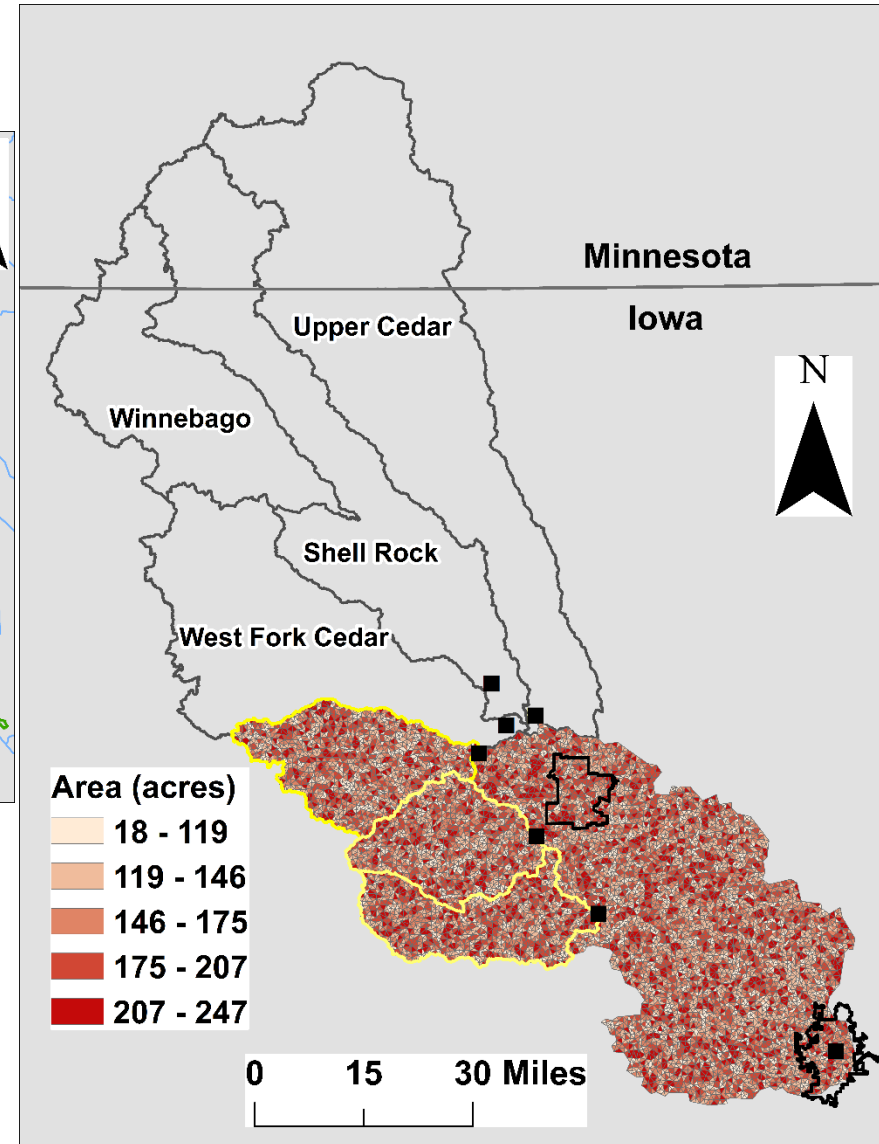 Minnesota
Iowa
Upper Cedar
N
Winnebago
Shell Rock
West Fork Cedar
Area (acres)
18 - 119
119 - 146
146 - 175
175 - 207
207 - 247
0 15 30 Miles